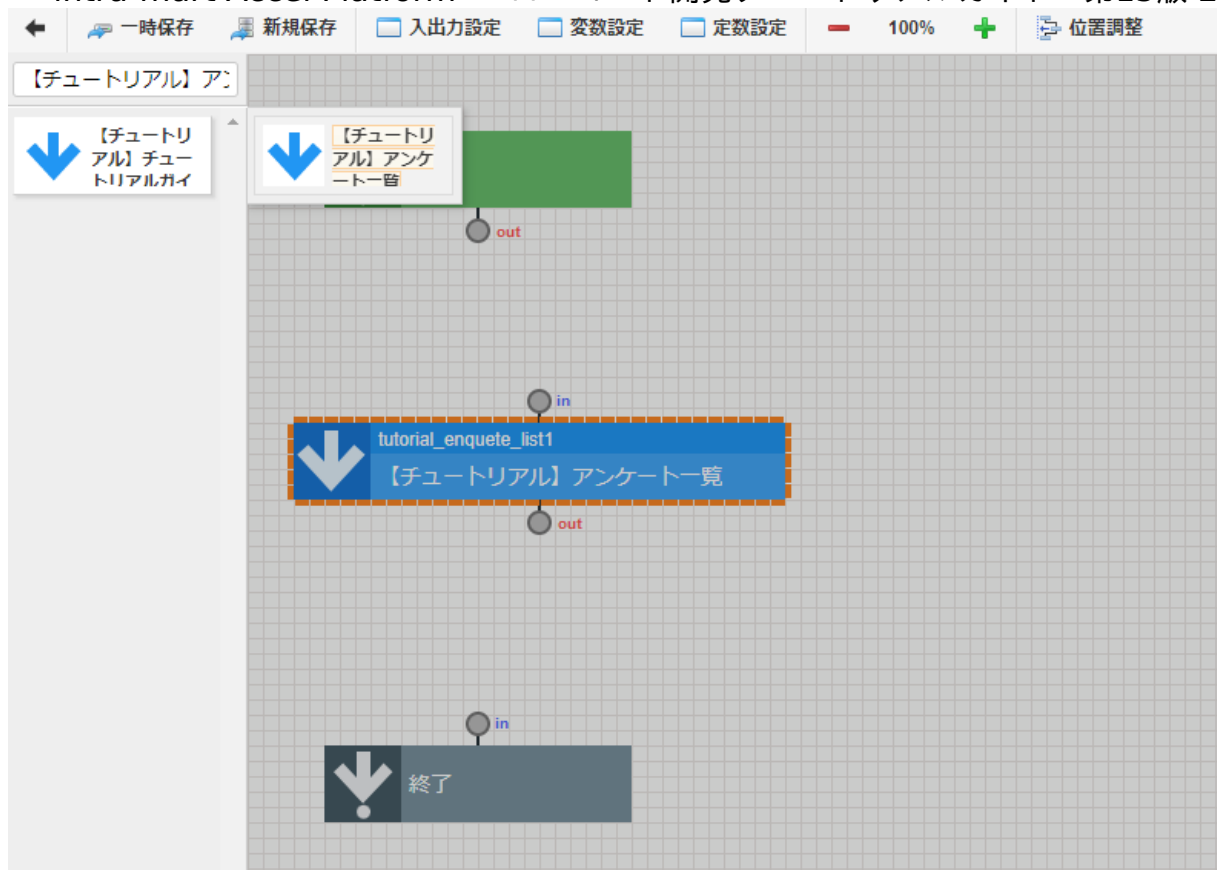 一時保存 新規保存 入出力設定 変数設定 定数設定 100% 位置調整
【チュートリアル】ア
【チュートリ
アル】チュー
トリアルガイ
【チュートリ
アル】アンケ
ート一覧
out
in
tutorial_enquete_list1
【チュートリアル】アンケート一覧
out
in
終了